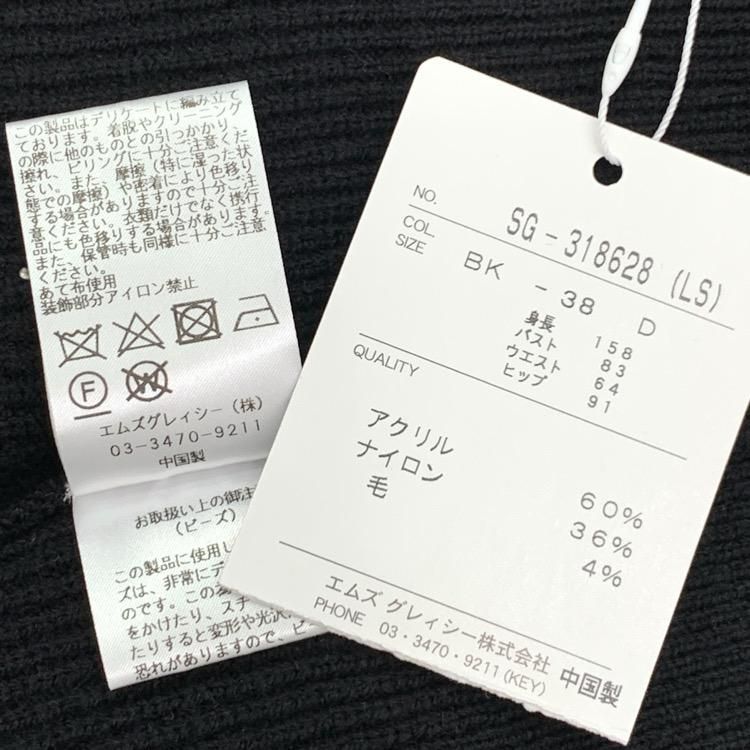 この製品はデリケートに編み立て
ております。着脱やクリーニング
の際に他のものとの引っかかり、
擦れ、ピリングに十分ご注意くだ
さい。また、摩擦（特に湿った状
態での摩擦）や密着により色移り
する場合がありますので十分ご注
意ください。衣類だけでなく携行
品にも色移りする場合があります。
また、保管時も同様に十分ご注意
ください。
あて布使用
装飾部分アイロン禁止
F
W
エムズグレィシー（株）
03-3470-9211
中国製
お取扱い上の御注
（ビーズ）
この製品に使用し
ズは、非常にデ
のです。この
をかけたり、スチ
たりすると変形や光沢
恐れがありますので、ビ
NO. SG-318628 (LS)
COL.
SIZE BK - 38 D
身長 158
バスト 83
ウエスト 64
ヒップ 91
QUALITY
アクリル 60%
ナイロン 36%
毛 4%
エムズ グレィシー株式会社
PHONE 03・3470・9211 (KEY) 中国製